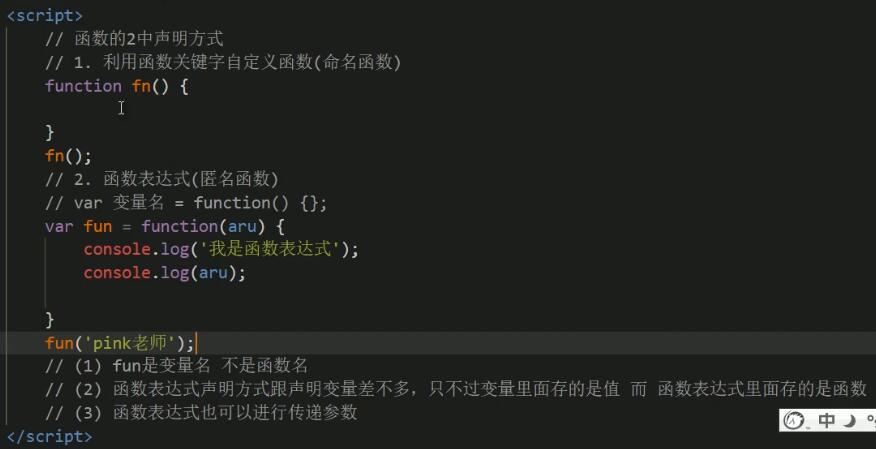 <script>
// 函数的2中声明方式
// 1. 利用函数关键字自定义函数(命名函数)
function fn() {
}
fn();
// 2. 函数表达式(匿名函数)
// var 变量名 = function() {};
var fun = function(aru) {
console.log('我是函数表达式');
console.log(aru);
}
fun('pink老师');
// (1) fun是变量名 不是函数名
// (2) 函数表达式声明方式跟声明变量差不多，只不过变量里面存的是值 而 函数表达式里面存的是函数
// (3) 函数表达式也可以进行传递参数
中
</script>